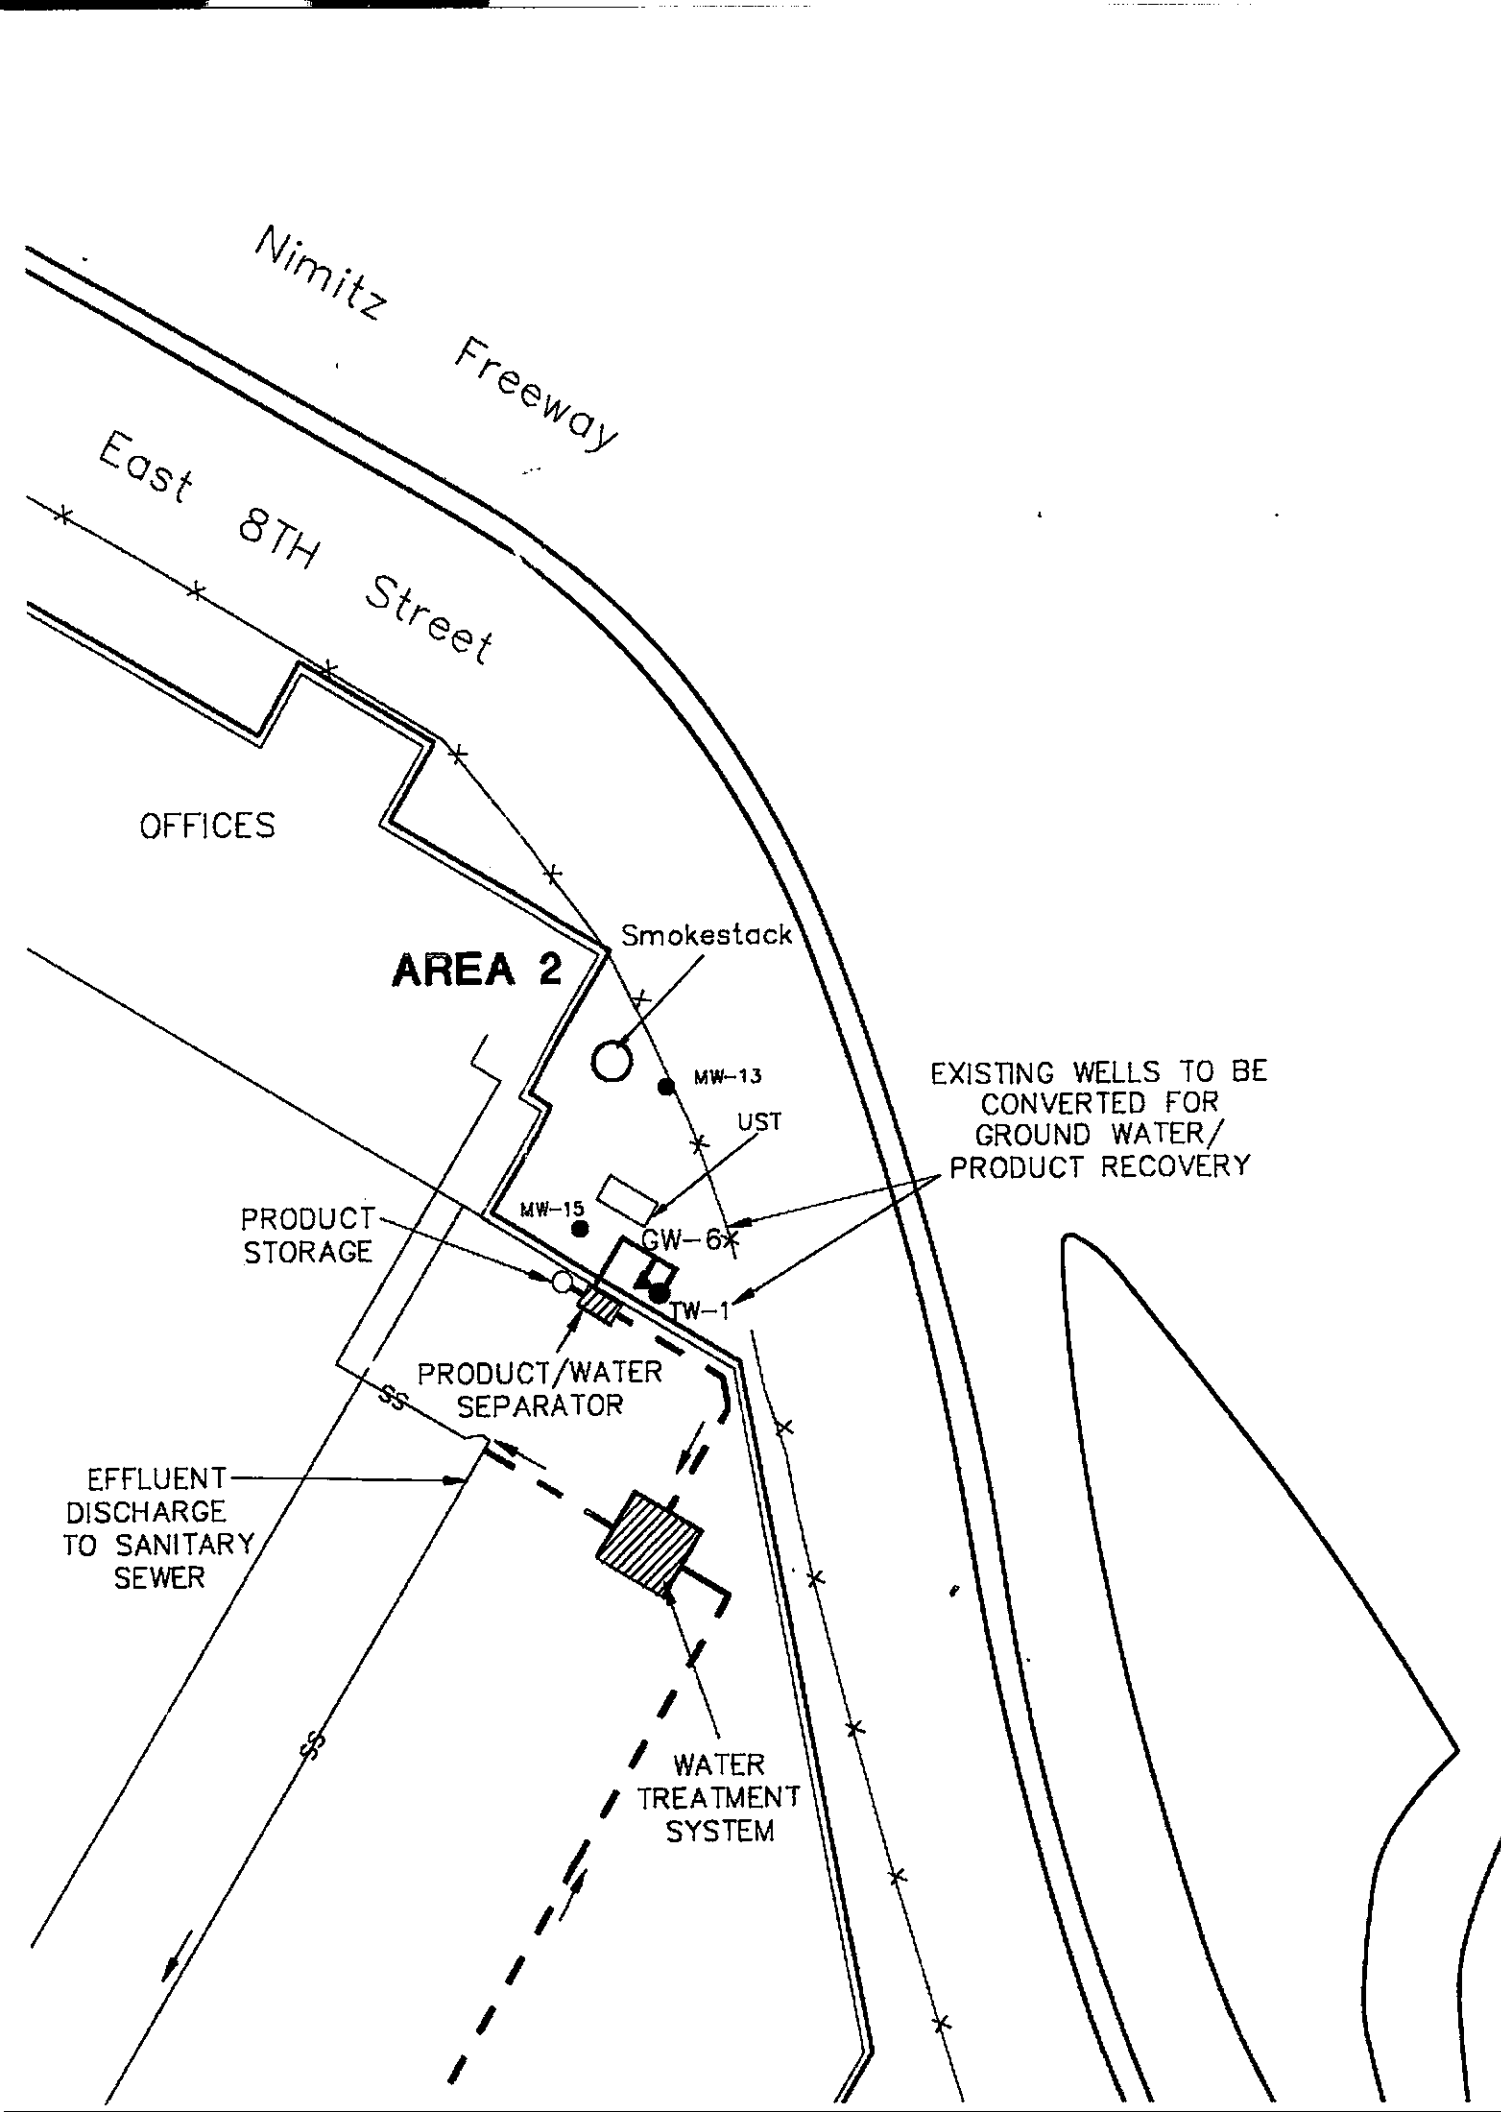 Nimitz Freeway
East 8TH Street
OFFICES
Smokestack
AREA 2
MW-13
EXISTING WELLS TO BE
CONVERTED FOR
GROUND WATER/
PRODUCT RECOVERY
UST
MW-15
PRODUCT
STORAGE
GW-6
TW-1
PRODUCT/WATER
SEPARATOR
SS
EFFLUENT
DISCHARGE
TO SANITARY
SEWER
SS
WATER
TREATMENT
SYSTEM